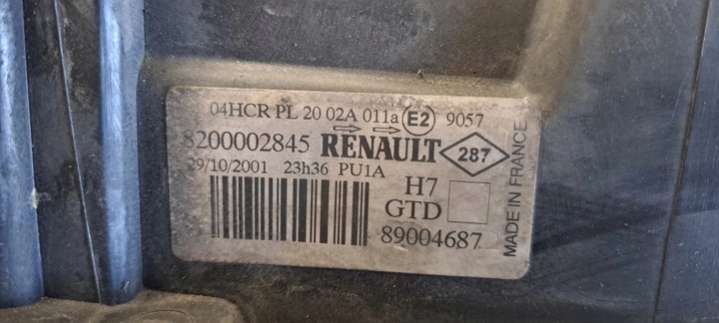 04HCR PL 20 02A 011a E2 9057
8200002845 RENAULT 287
29/10/2001 23h36 PU1A
H7
GTD
89004687
MADE IN FRANCE